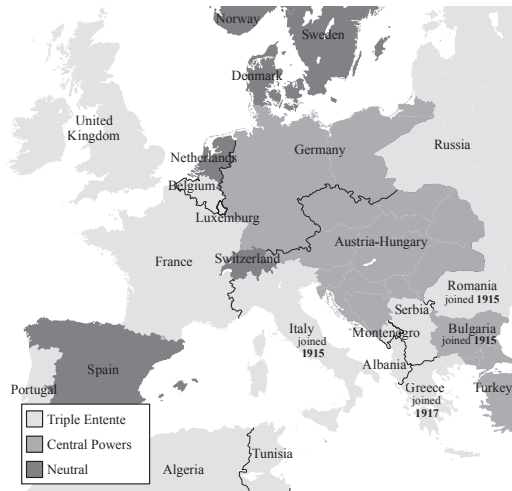 Norway
Sweden
Denmark
United
Kingdom
Germany
Russia
Netherlands
Belgium
Luxemburg
Austria-Hungary
France
Switzerland
Romania
joined 1915
Serbia
Italy
joined
1915
Montenegro
Bulgaria
joined 1915
Albania
Spain
Portugal
Greece
joined
1917
Turkey
Triple Entente
Central Powers
Neutral
Tunisia
Algeria